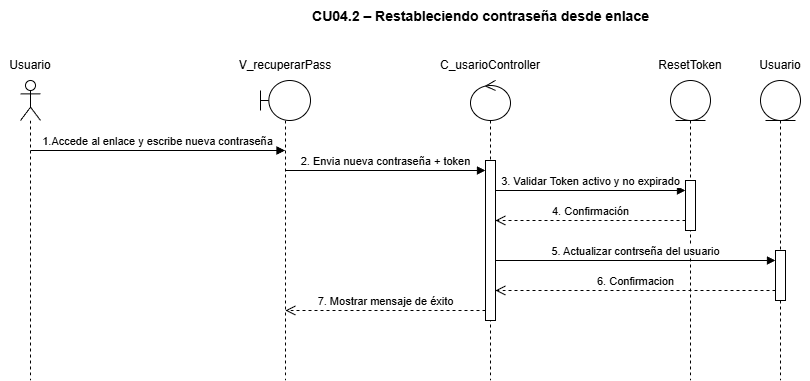 CU04.2 – Restableciendo contraseña desde enlace
Usuario
V_recuperarPass
C_usarioController
ResetToken
Usuario
1.Accede al enlace y escribe nueva contraseña
2. Envia nueva contraseña + token
3. Validar Token activo y no expirado
4. Confirmación
5. Actualizar contrseña del usuario
6. Confirmacion
7. Mostrar mensaje de éxito